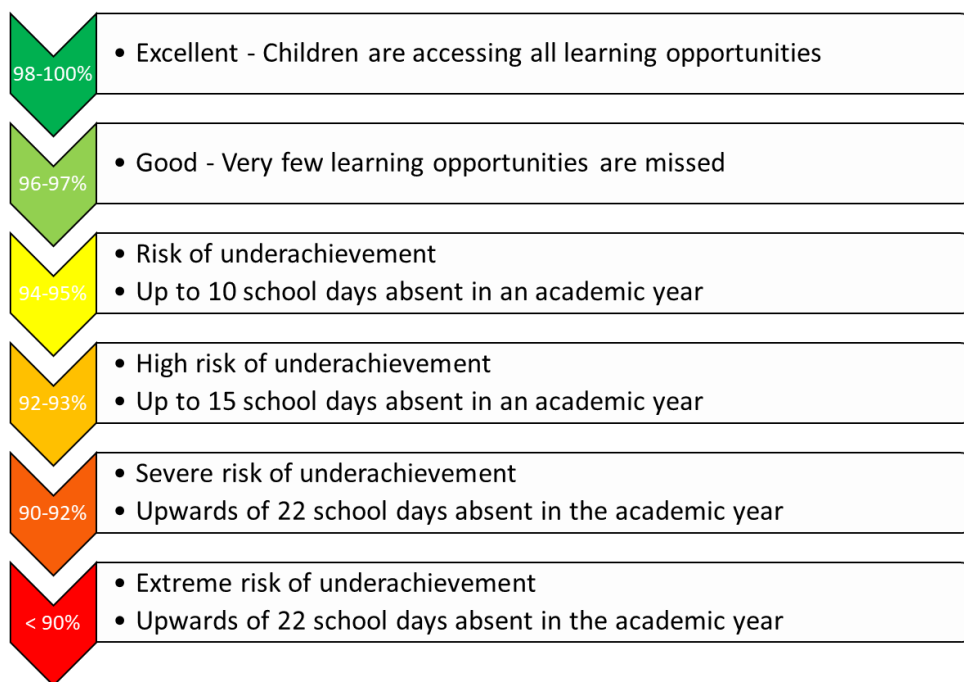 98-100%
• Excellent - Children are accessing all learning opportunities
96-97%
• Good - Very few learning opportunities are missed
94-95%
• Risk of underachievement
• Up to 10 school days absent in an academic year
92-93%
• High risk of underachievement
• Up to 15 school days absent in an academic year
90-92%
• Severe risk of underachievement
• Upwards of 22 school days absent in the academic year
< 90%
• Extreme risk of underachievement
• Upwards of 22 school days absent in the academic year